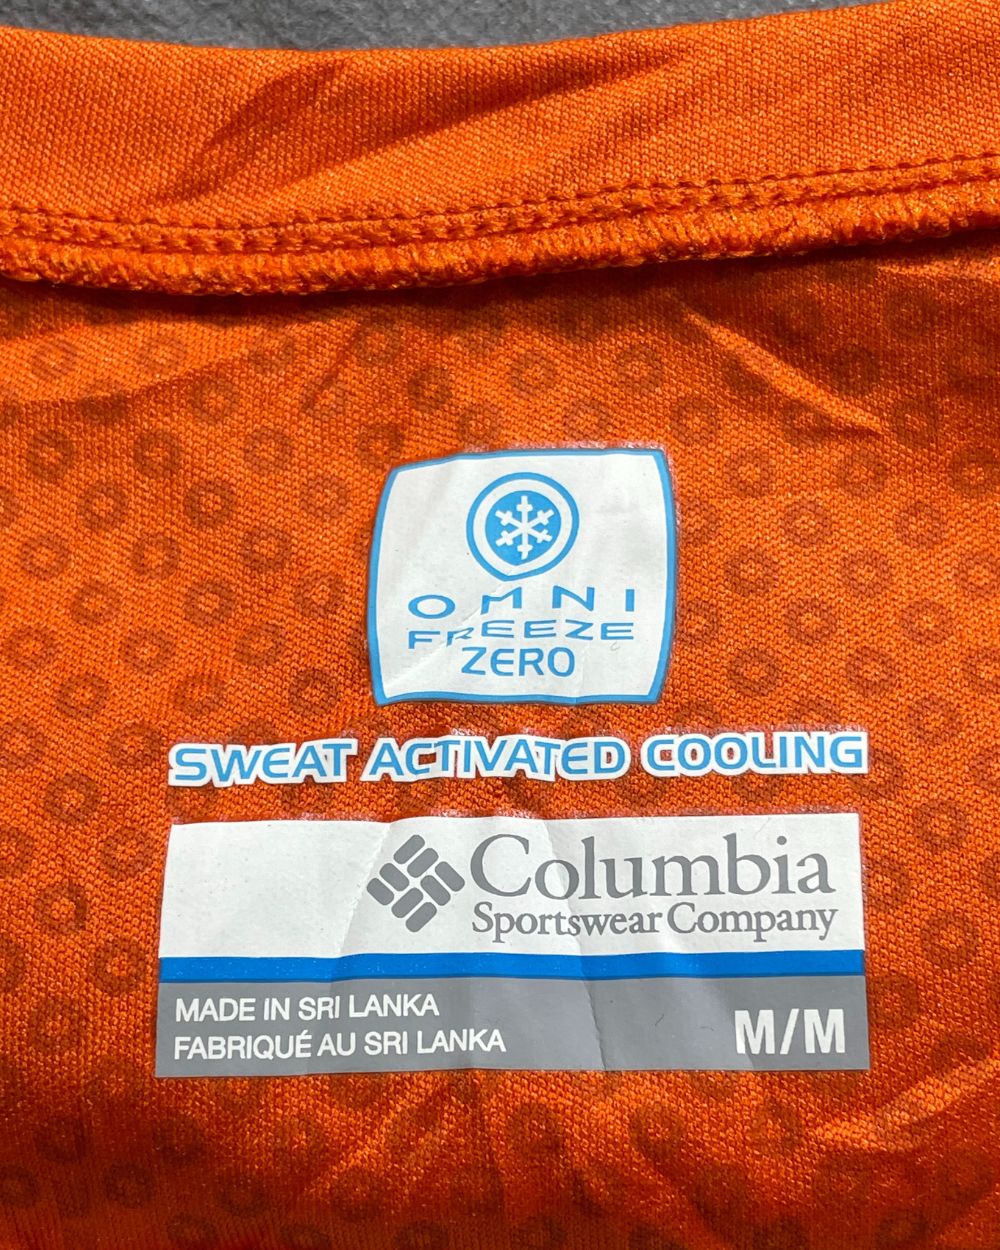 OMNI
FREEZE
ZERO
SWEAT ACTIVATED COOLING
Columbia
Sportswear Company
MADE IN SRI LANKA
FABRIQUÉ AU SRI LANKA
M/M